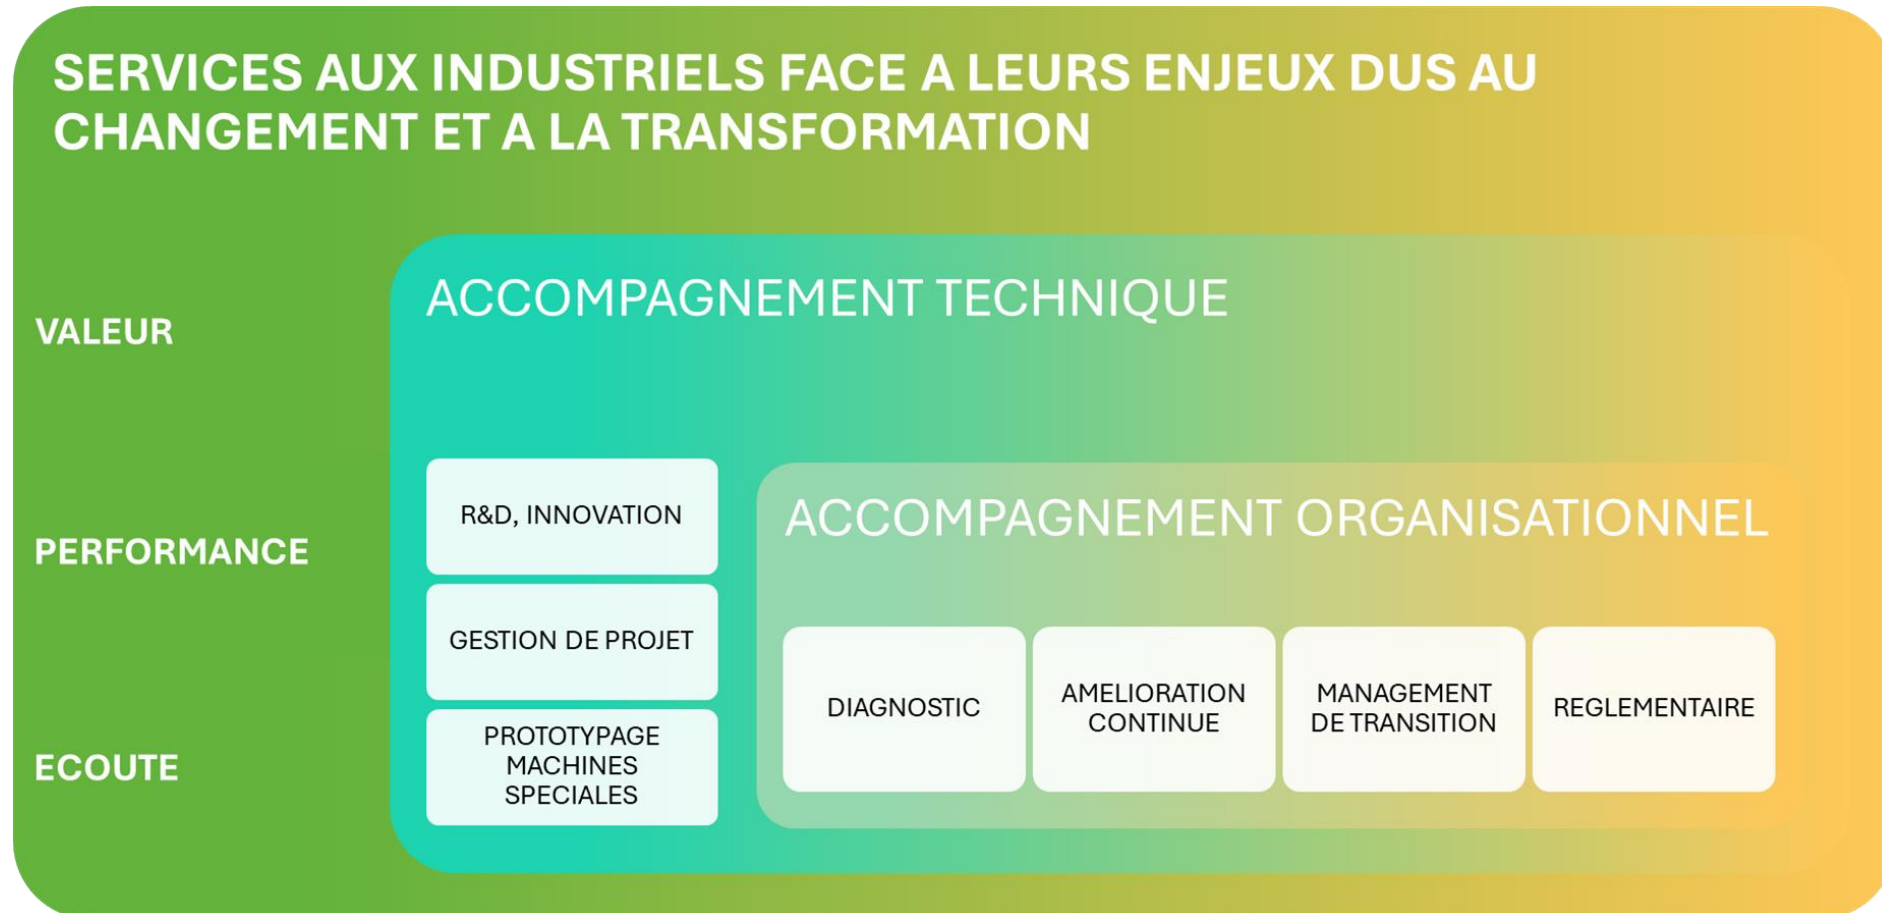 SERVICES AUX INDUSTRIELS FACE A LEURS ENJEUX DUS AU
CHANGEMENT ET A LA TRANSFORMATION
VALEUR
PERFORMANCE
ECOUTE
ACCOMPAGNEMENT TECHNIQUE
R&D, INNOVATION
GESTION DE PROJET
PROTOTYPAGE
MACHINES
SPECIALES
ACCOMPAGNEMENT ORGANISATIONNEL
DIAGNOSTIC
AMELIORATION
CONTINUE
MANAGEMENT
DE TRANSITION
REGLEMENTAIRE